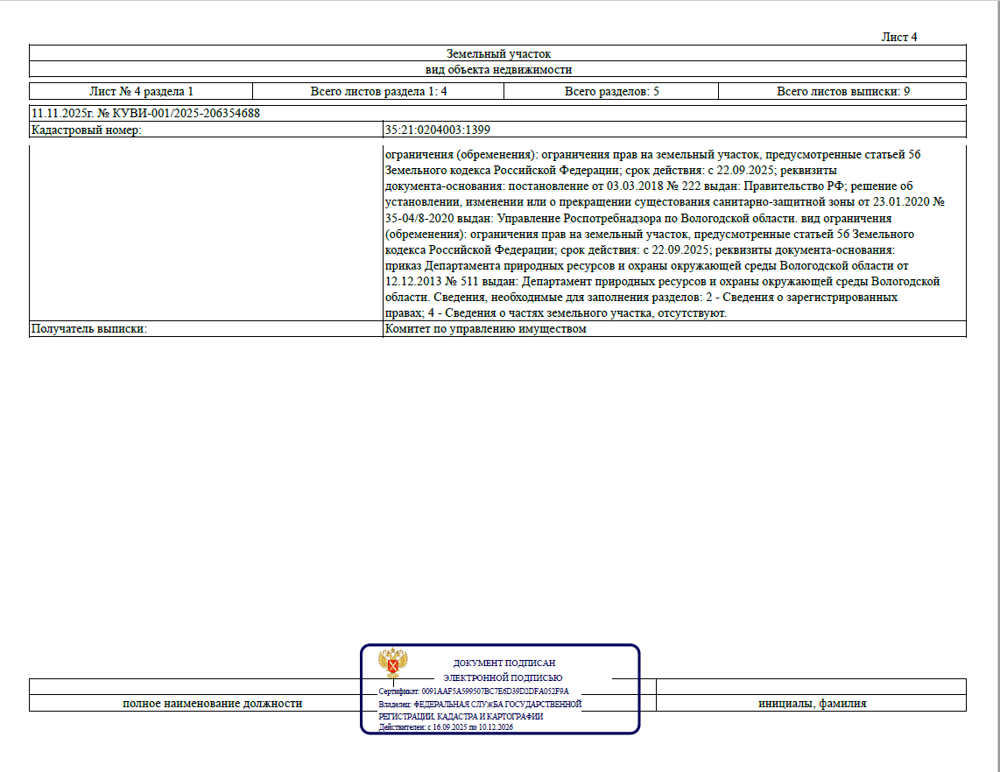 Лист 4
Земельный участок
вид объекта недвижимости
Лист № 4 раздела 1 Всего листов раздела 1: 4 Всего разделов: 5 Всего листов выписки: 9
11.11.2025г. № КУВИ-001/2025-206354688
Кадастровый номер: 35:21:0204003:1399
ограничения (обременения): ограничения прав на земельный участок, предусмотренные статьей 56
Земельного кодекса Российской Федерации; срок действия: с 22.09.2025; реквизиты
документа-основания: постановление от 03.03.2018 № 222 выдан: Правительство РФ; решение об
установлении, изменении или о прекращении сущестования санитарно-защитной зоны от 23.01.2020 №
35-04/8-2020 выдан: Управление Роспотребнадзора по Вологодской области. вид ограничения
(обременения): ограничения прав на земельный участок, предусмотренные статьей 56 Земельного
кодекса Российской Федерации; срок действия: с 22.09.2025; реквизиты документа-основания:
приказ Департамента природных ресурсов и охраны окружающей среды Вологодской области от
12.12.2013 № 511 выдан: Департамент природных ресурсов и охраны окружающей среды Вологодской
области. Сведения, необходимые для заполнения разделов: 2 - Сведения о зарегистрированных
правах; 4 - Сведения о частях земельного участка, отсутствуют.
Получатель выписки: Комитет по управлению имуществом
ДОКУМЕНТ ПОДПИСАН
ЭЛЕКТРОННОЙ ПОДПИСЬЮ
Сертификат: 0091AAF5A599507BC7E6D39D2DFA052F9A
Владелец: ФЕДЕРАЛЬНАЯ СЛУЖБА ГОСУДАРСТВЕННОЙ
РЕГИСТРАЦИИ, КАДАСТРА И КАРТОГРАФИИ
Действителен: с 16.09.2025 по 10.12.2026
полное наименование должности инициалы, фамилия